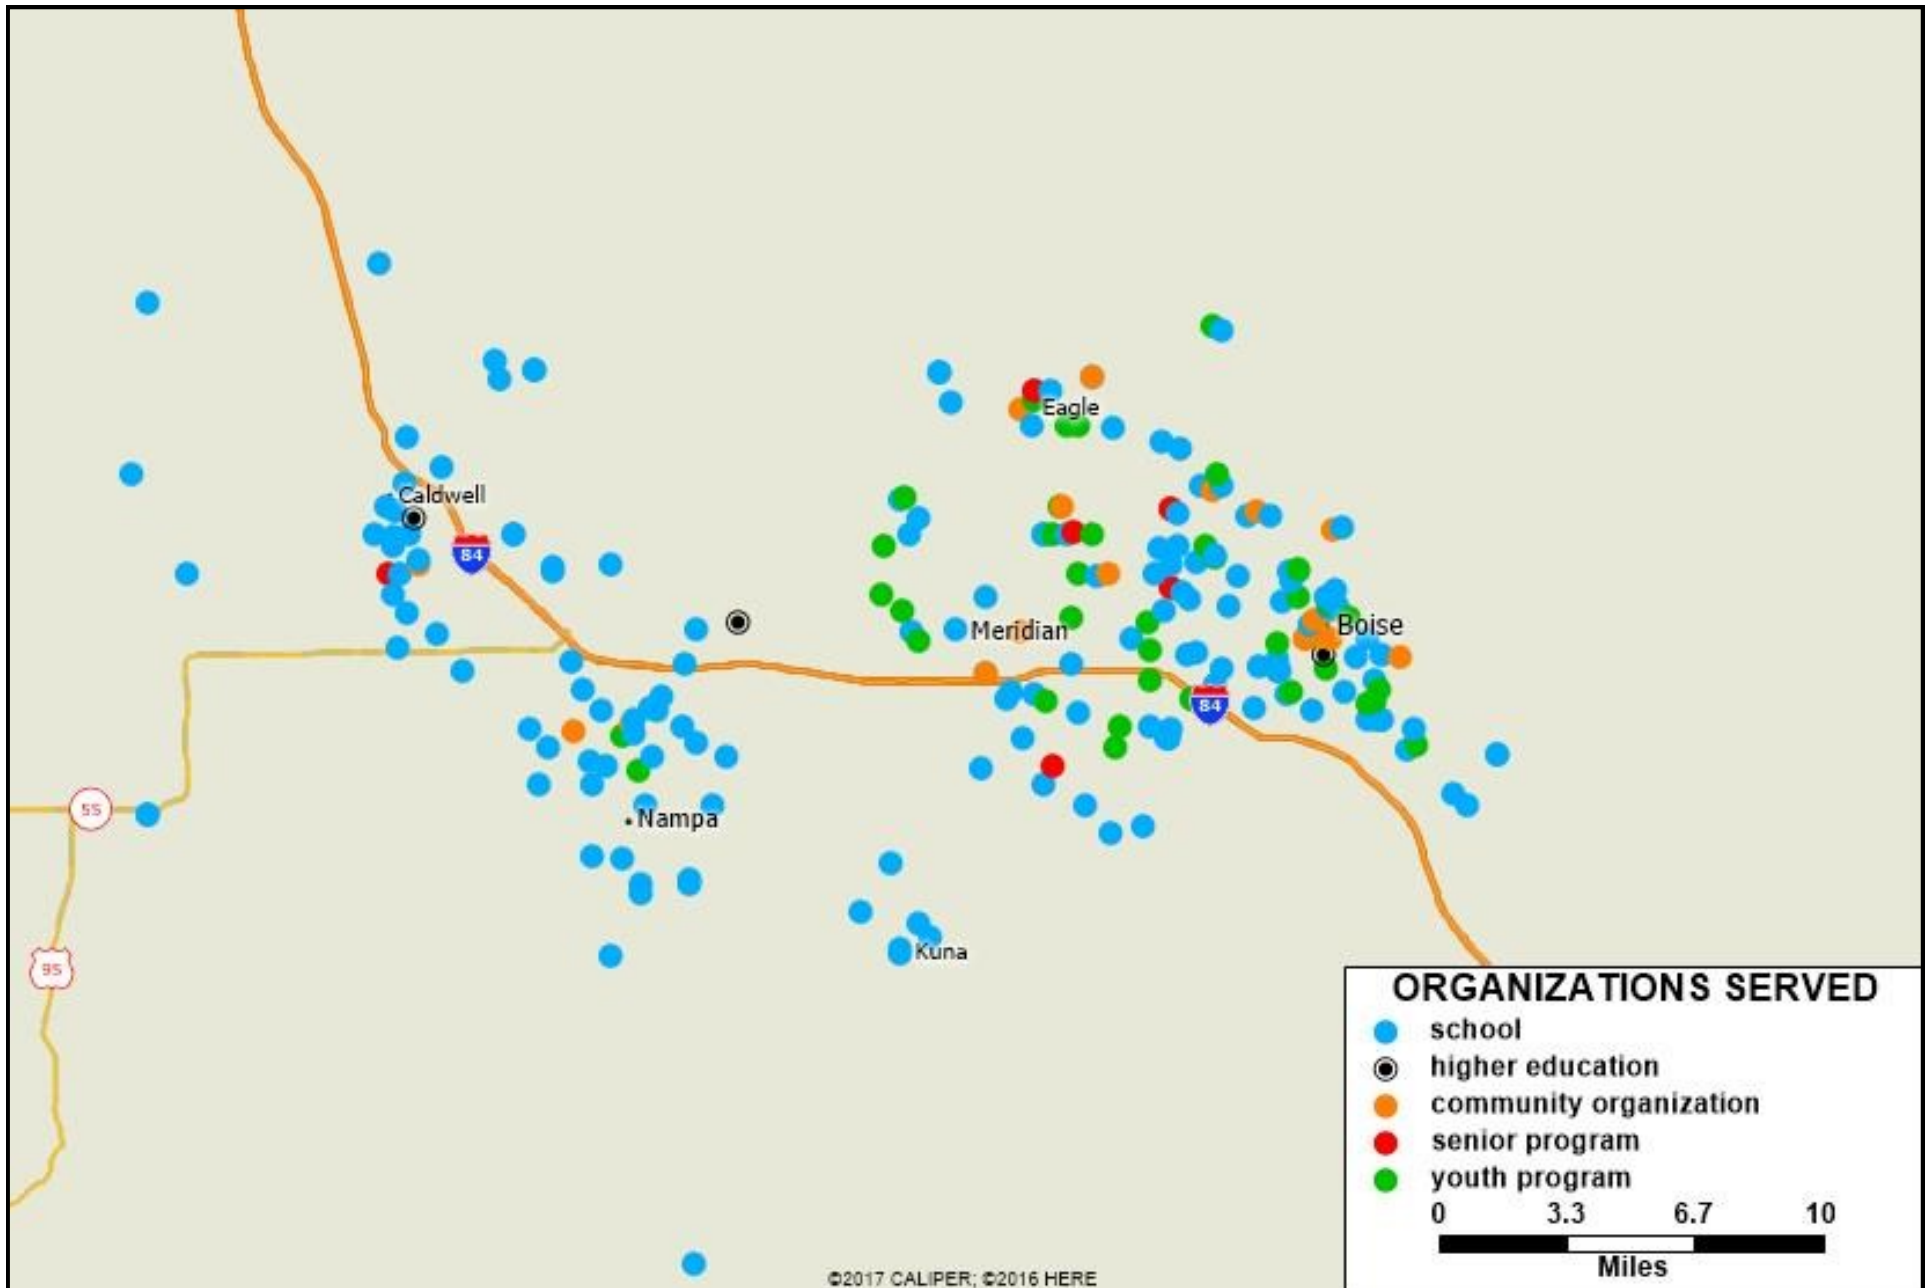 Eagle
Caldwell
84
Boise
Meridian
84
55
Nampa
Kuna
95
ORGANIZATIONS SERVED
school
higher education
community organization
senior program
youth program
0 3.3 6.7 10
Miles
©2017 CALIPER; ©2016 HERE